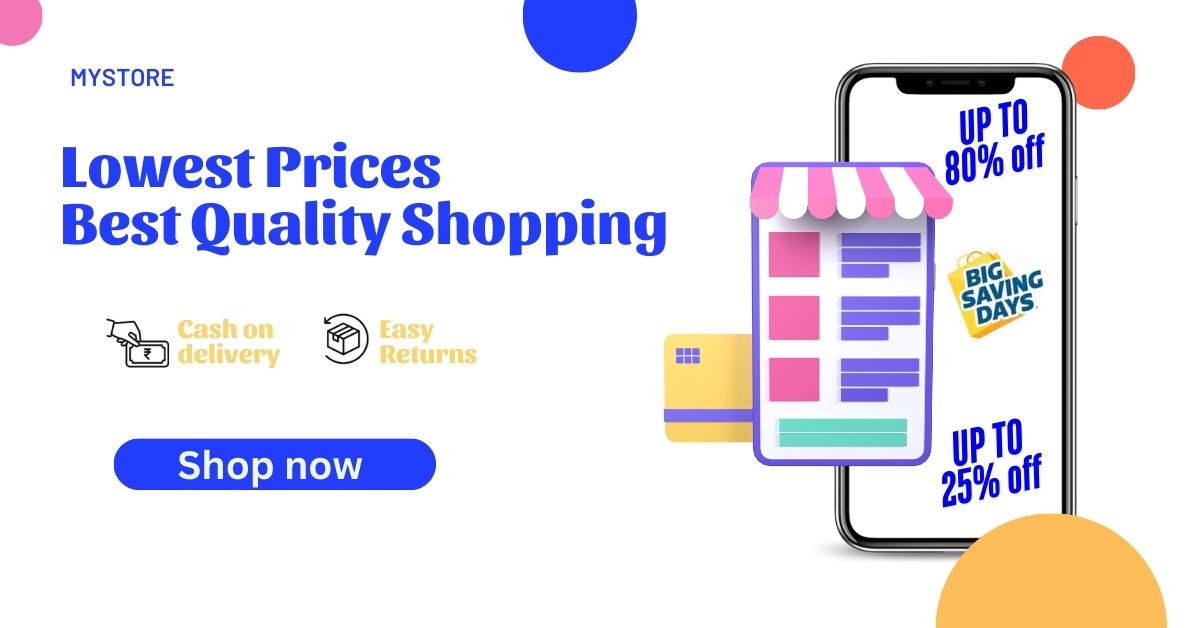 MYSTORE
Lowest Prices
Best Quality Shopping
₹
Cash on
delivery
Easy
Returns
Shop now
UP TO
80% off
BIG
SAVING
DAYS
UP TO
25% off